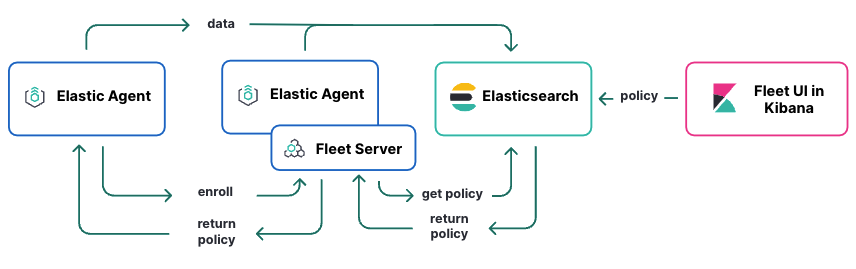 data
Elastic Agent
Elastic Agent
Fleet Server
Elasticsearch
policy
Fleet UI in
Kibana
enroll
return
policy
get policy
return
policy